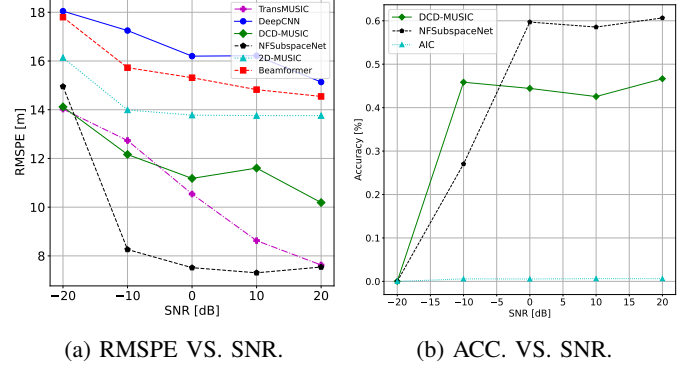 18
16
14
12
10
8
RMSPE [m]
−20
−10
0
10
20
SNR [dB]
TransMUSIC
DeepCNN
DCD-MUSIC
NFSubspaceNet
2D-MUSIC
Beamformer
(a) RMSPE VS. SNR.
0.6
0.5
0.4
0.3
0.2
0.1
0.0
Accuracy [%]
−20
−15
−10
−5
0
5
10
15
20
SNR [dB]
DCD-MUSIC
NFSubspaceNet
AIC
(b) ACC. VS. SNR.